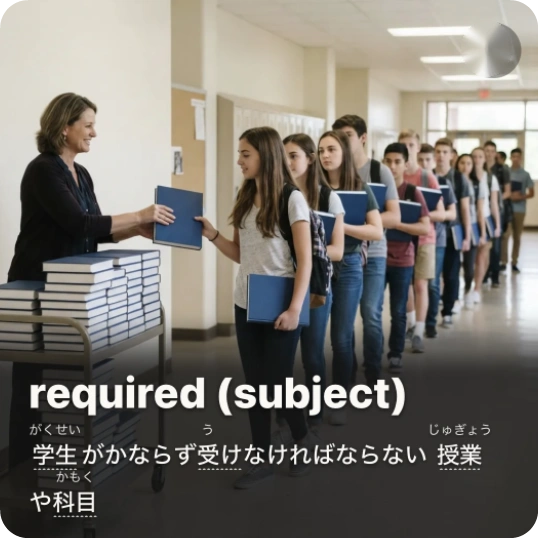 required (subject)
がくせい う じゅぎょう
学生がかならず受けなければならない 授業
かもく
や科目